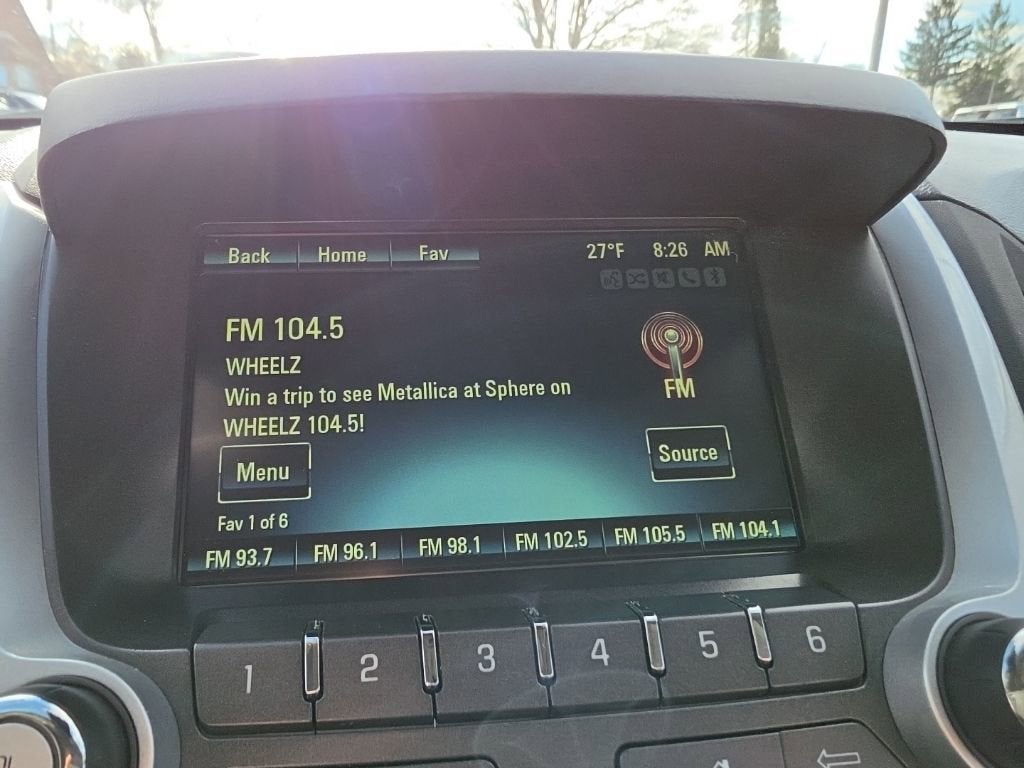 Back Home Fav 27°F 8:26 AM
FM 104.5
WHEELZ
Win a trip to see Metallica at Sphere on
WHEELZ 104.5!
FM
Menu
Source
Fav 1 of 6
FM 93.7 FM 96.1 FM 98.1 FM 102.5 FM 105.5 FM 104.1
1 2 3 4 5 6